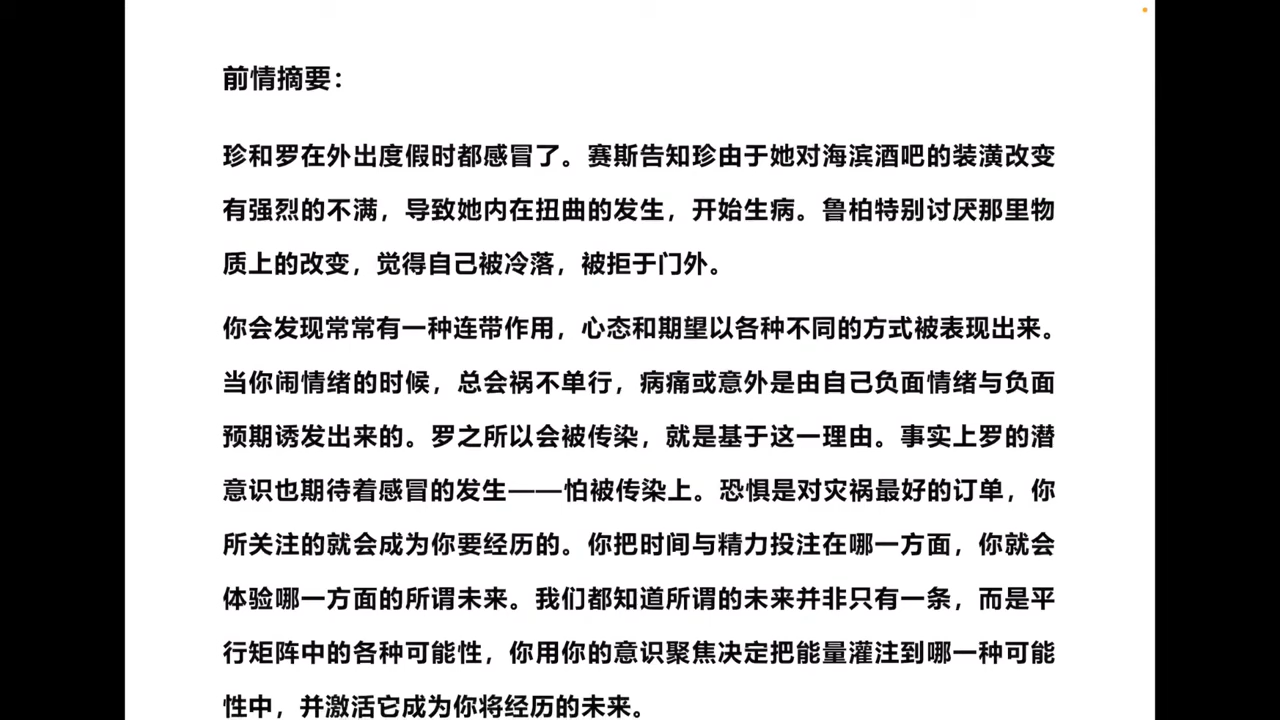 前情摘要：
珍和罗在外出度假时都感冒了。赛斯告知珍由于她对海滨酒吧的装潢改变
有强烈的不满，导致她内在扭曲的发生，开始生病。鲁柏特别讨厌那里物
质上的改变，觉得自己被冷落，被拒于门外。
你会发现常常有一种连带作用，心态和期望以各种不同的方式被表现出来。
当你闹情绪的时候，总会祸不单行，病痛或意外是由自己负面情绪与负面
预期诱发出来的。罗之所以会被传染，就是基于这一理由。事实上罗的潜
意识也期待着感冒的发生——怕被传染上。恐惧是对灾祸最好的订单，你
所关注的就会成为你要经历的。你把时间与精力投注在哪一方面，你就会
体验哪一方面的所谓未来。我们都知道所谓的未来并非只有一条，而是平
行矩阵中的各种可能性，你用你的意识聚焦决定把能量灌注到哪一种可能
性中，并激活它成为你将经历的未来。